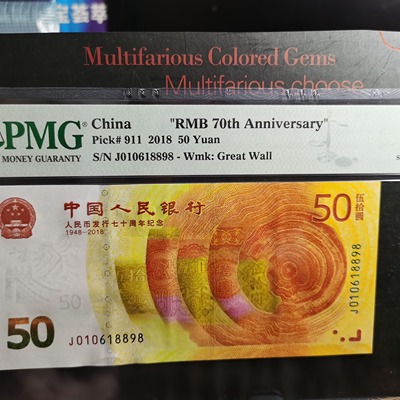 Multifarious Colored Gems
Multifarious choose
PMG® China "RMB 70th Anniversary"
Pick# 911 2018 50 Yuan
MONEY GUARANTY S/N J010618898 - Wmk: Great Wall
中国人民银行
人民币发行七十周年纪念
1948-2018
50 伍拾圆
J010618898
50
J010618898